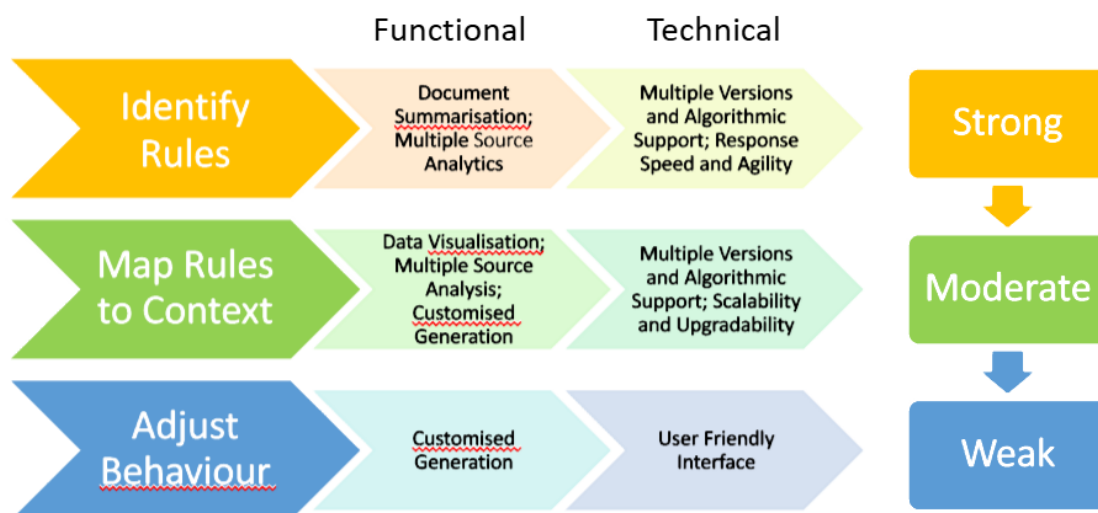 Functional
Technical
Identify
Rules
Document
Summarisation;
Multiple Source
Analytics
Multiple Versions
and Algorithmic
Support; Response
Speed and Agility
Strong
Map Rules
to Context
Data Visualisation;
Multiple Source
Analysis;
Customised
Generation
Multiple Versions
and Algorithmic
Support; Scalability
and Upgradability
Moderate
Adjust
Behaviour
Customised
Generation
User Friendly
Interface
Weak